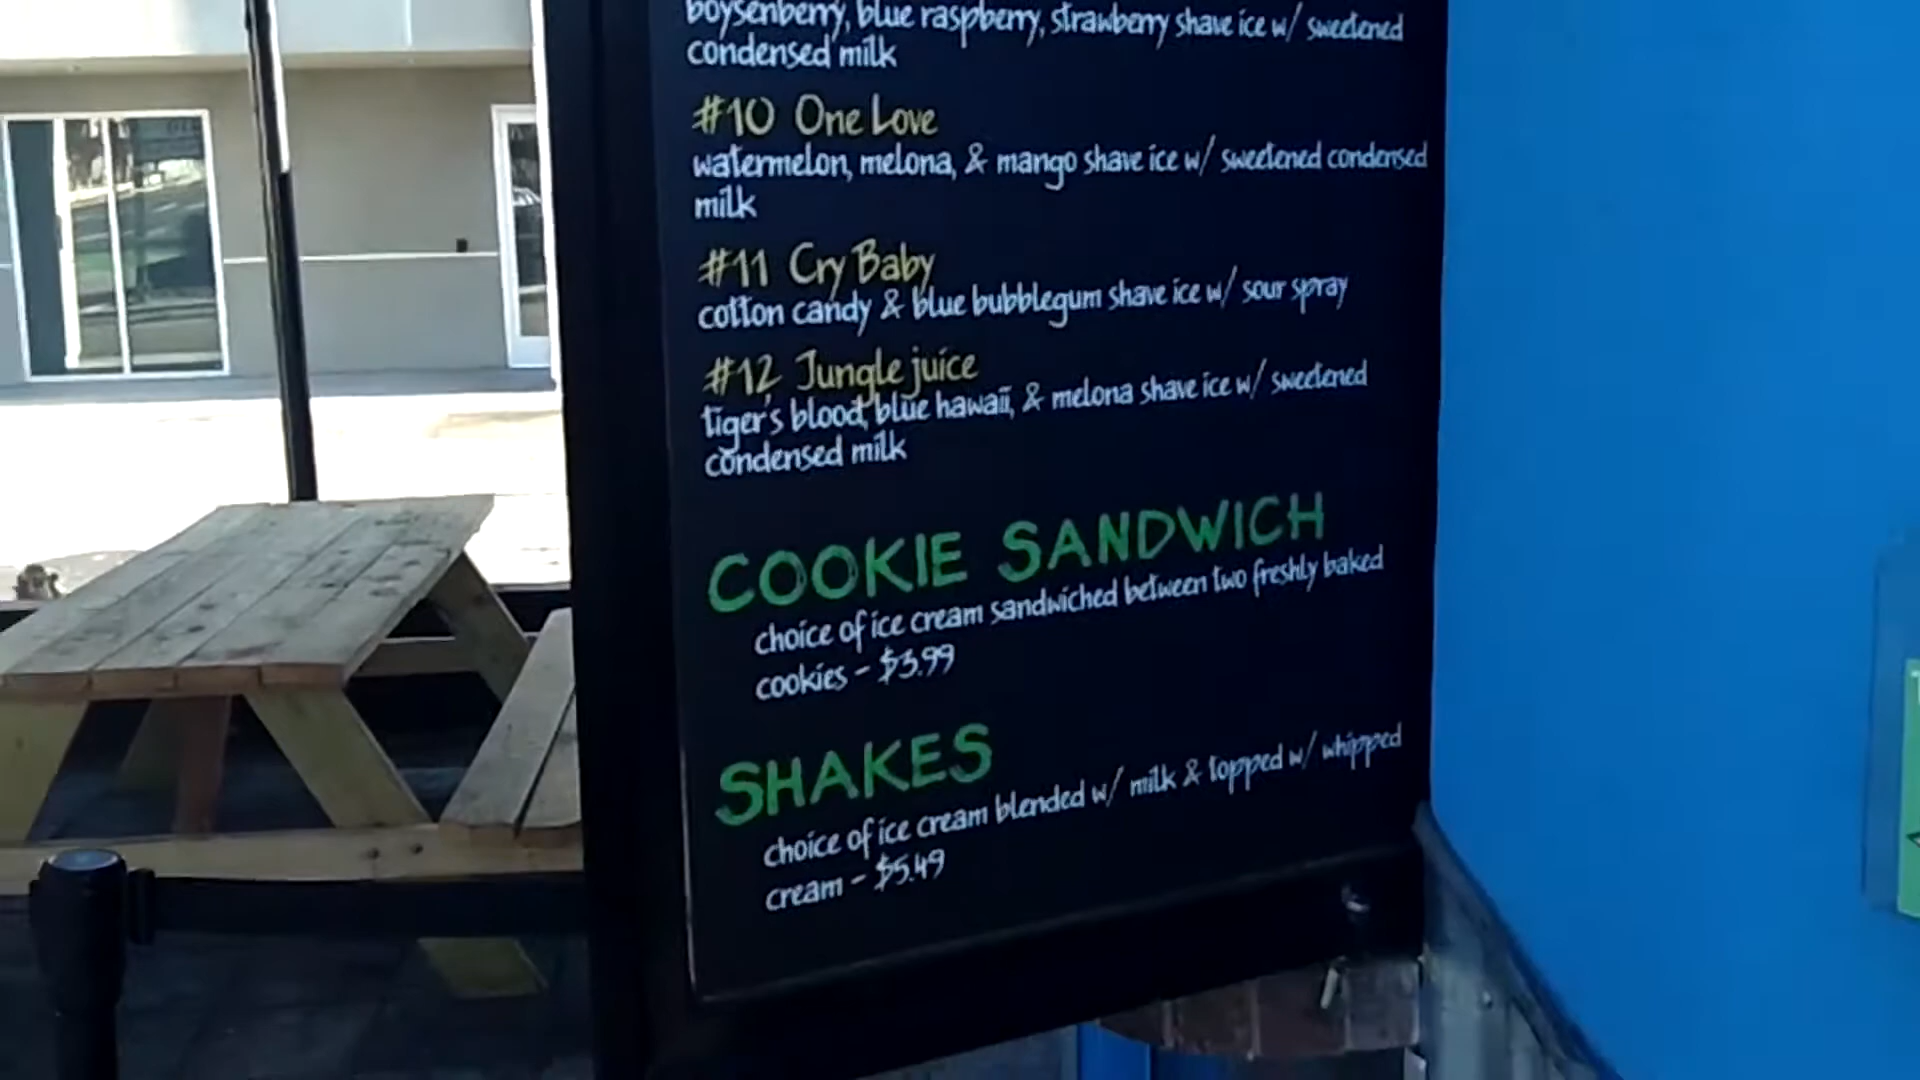 boysenberry, blue raspberry, strawberry shave ice w/ sweetened
condensed milk
#10 One Love
watermelon, melona, & mango shave ice w/ sweetened condensed
milk
#11 Cry Baby
cotton candy & blue bubblegum shave ice w/ sour spray
#12 Jungle juice
tiger's blood, blue hawaii, & melona shave ice w/ sweetened
condensed milk
COOKIE SANDWICH
choice of ice cream sandwiched between two freshly baked
cookies - $3.99
SHAKES
choice of ice cream blended w/ milk & topped w/ whipped
cream - $5.49